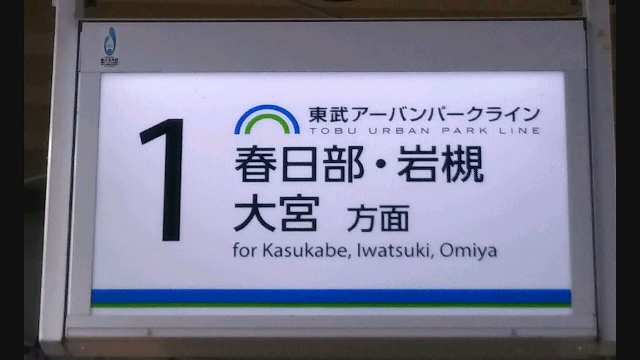 1
東武アーバンパークライン
TOBU URBAN PARK LINE
春日部・岩槻
大宮 方面
for Kasukabe, Iwatsuki, Omiya